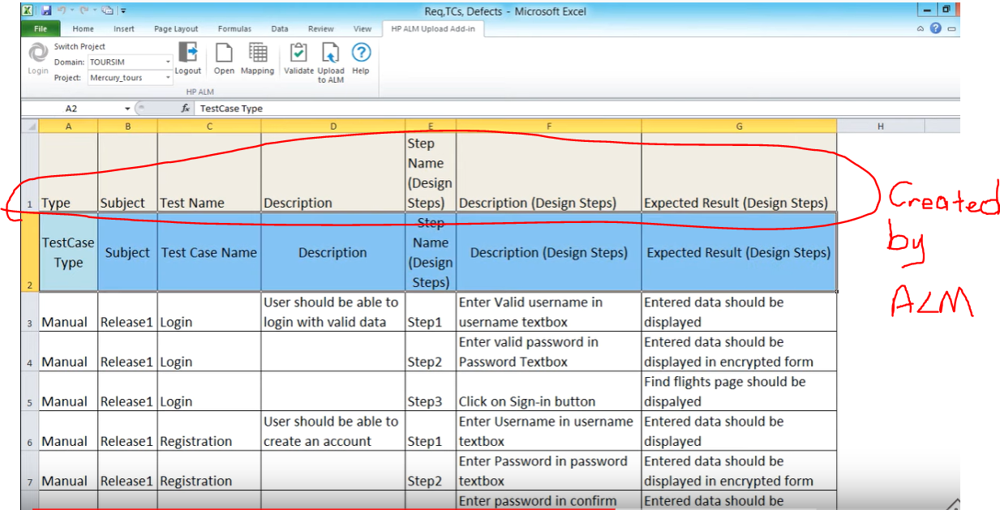 Req,TCs, Defects - Microsoft Excel
File Home Insert Page Layout Formulas Data Review View HP ALM Upload Add-in
Login
Switch Project
Domain: TOURSIM
Project: Mercury_tours
Logout Open Mapping Validate Upload to ALM Help
HP ALM
A2 fx TestCase Type
A B C D E F G H
1 Type Subject Test Name Description Step Name (Design Steps) Description (Design Steps) Expected Result (Design Steps)
2 TestCase Type Subject Test Case Name Description Step Name (Design Steps) Description (Design Steps) Expected Result (Design Steps)
3 Manual Release1 Login User should be able to login with valid data Step1 Enter Valid username in username textbox Entered data should be displayed
4 Manual Release1 Login Step2 Enter valid password in Password Textbox Entered data should be displayed in encrypted form
5 Manual Release1 Login Step3 Click on Sign-in button Find flights page should be dispalyed
6 Manual Release1 Registration User should be able to create an account Step1 Enter Username in username textbox Entered data should be displayed
7 Manual Release1 Registration Step2 Enter Password in password textbox Entered data should be displayed in encrypted form
Enter password in confirm Entered data should be
Created
by
ALM